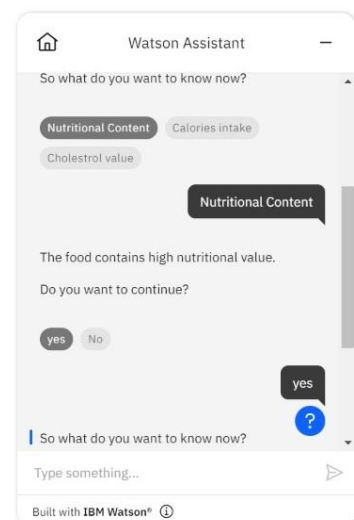 Watson Assistant
So what do you want to know now?
Nutritional Content Calories intake
Cholestrol value
Nutritional Content
The food contains high nutritional value.
Do you want to continue?
yes No
yes
?
So what do you want to know now?
Type something...
Built with IBM Watson® i